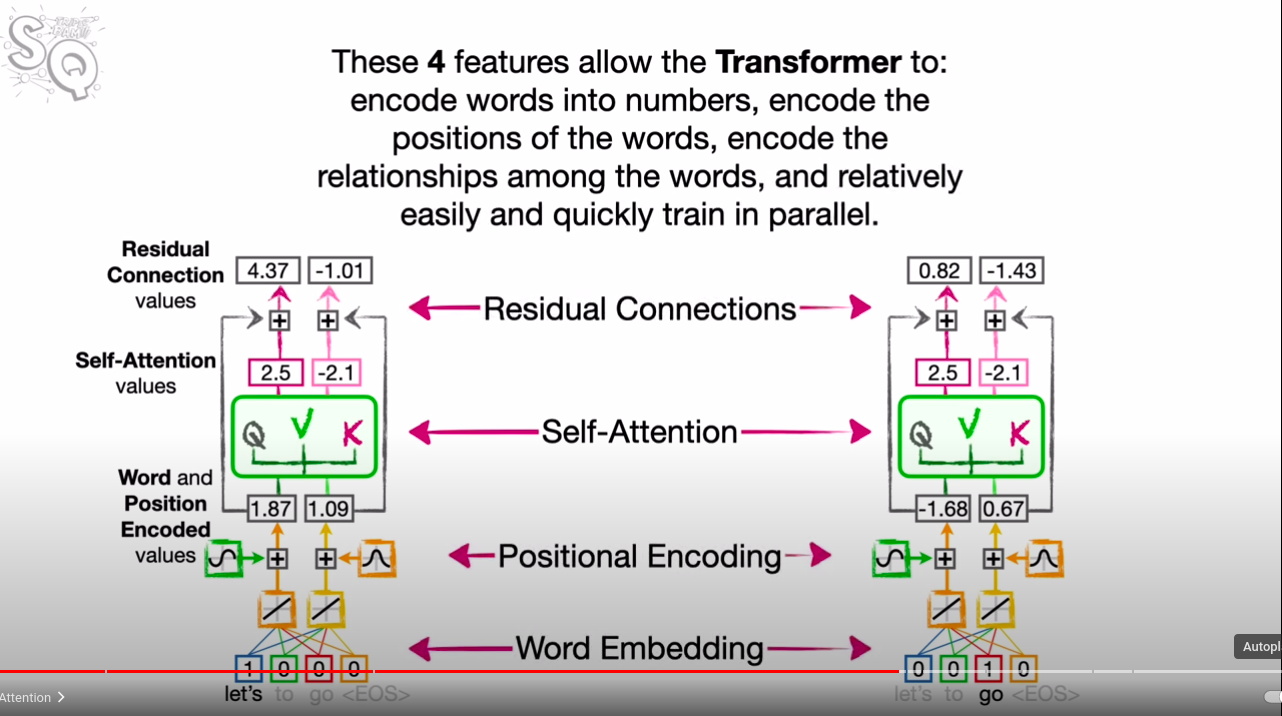 SQ
TRIPLE BAM!!!
These 4 features allow the Transformer to:
encode words into numbers, encode the
positions of the words, encode the
relationships among the words, and relatively
easily and quickly train in parallel.
Residual
Connection
values
4.37 -1.01
0.82 -1.43
Residual Connections
+ +
+ +
Self-Attention
values
2.5 -2.1
2.5 -2.1
Q V K
Self-Attention
Q V K
Word and
Position
Encoded
values
1.87 1.09
-1.68 0.67
+ +
Positional Encoding
+ +
Word Embedding
1 0 0 0
0 0 1 0
let's to go <EOS>
let's to go <EOS>
Autopl
Attention